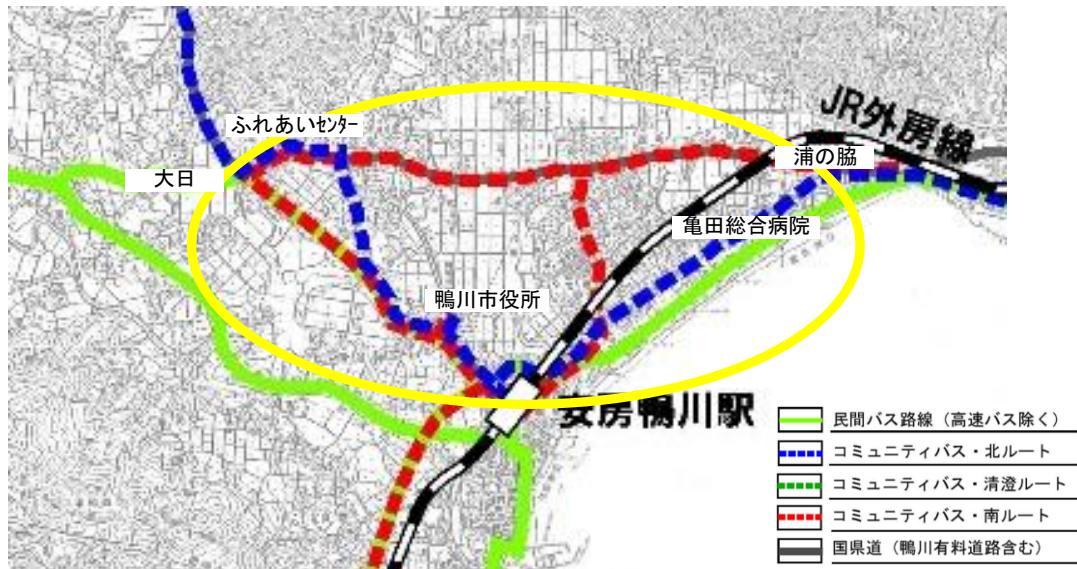 ふれあいセンター
大日
JR外房線
浦の脇
亀田総合病院
鴨川市役所
安房鴨川駅
民間バス路線（高速バス除く）
コミュニティバス・北ルート
コミュニティバス・清澄ルート
コミュニティバス・南ルート
国県道（鴨川有料道路含む）